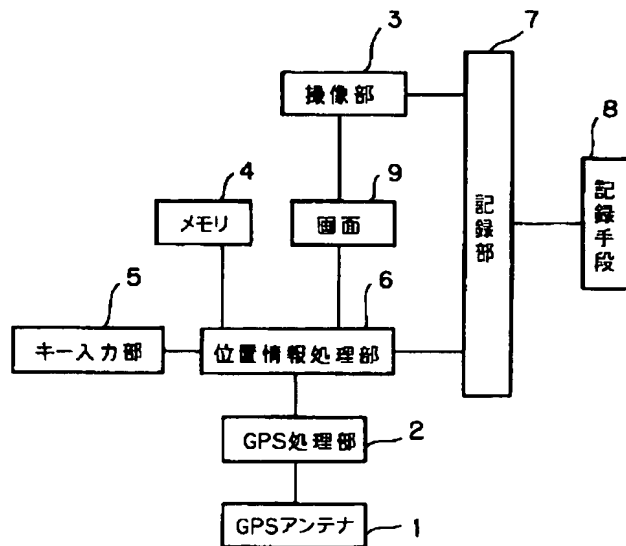 3
7
撮像部
8
4
9
メモリ
画面
記録部
記録手段
5
6
キー入力部
位置情報処理部
GPS処理部
2
GPSアンテナ
1